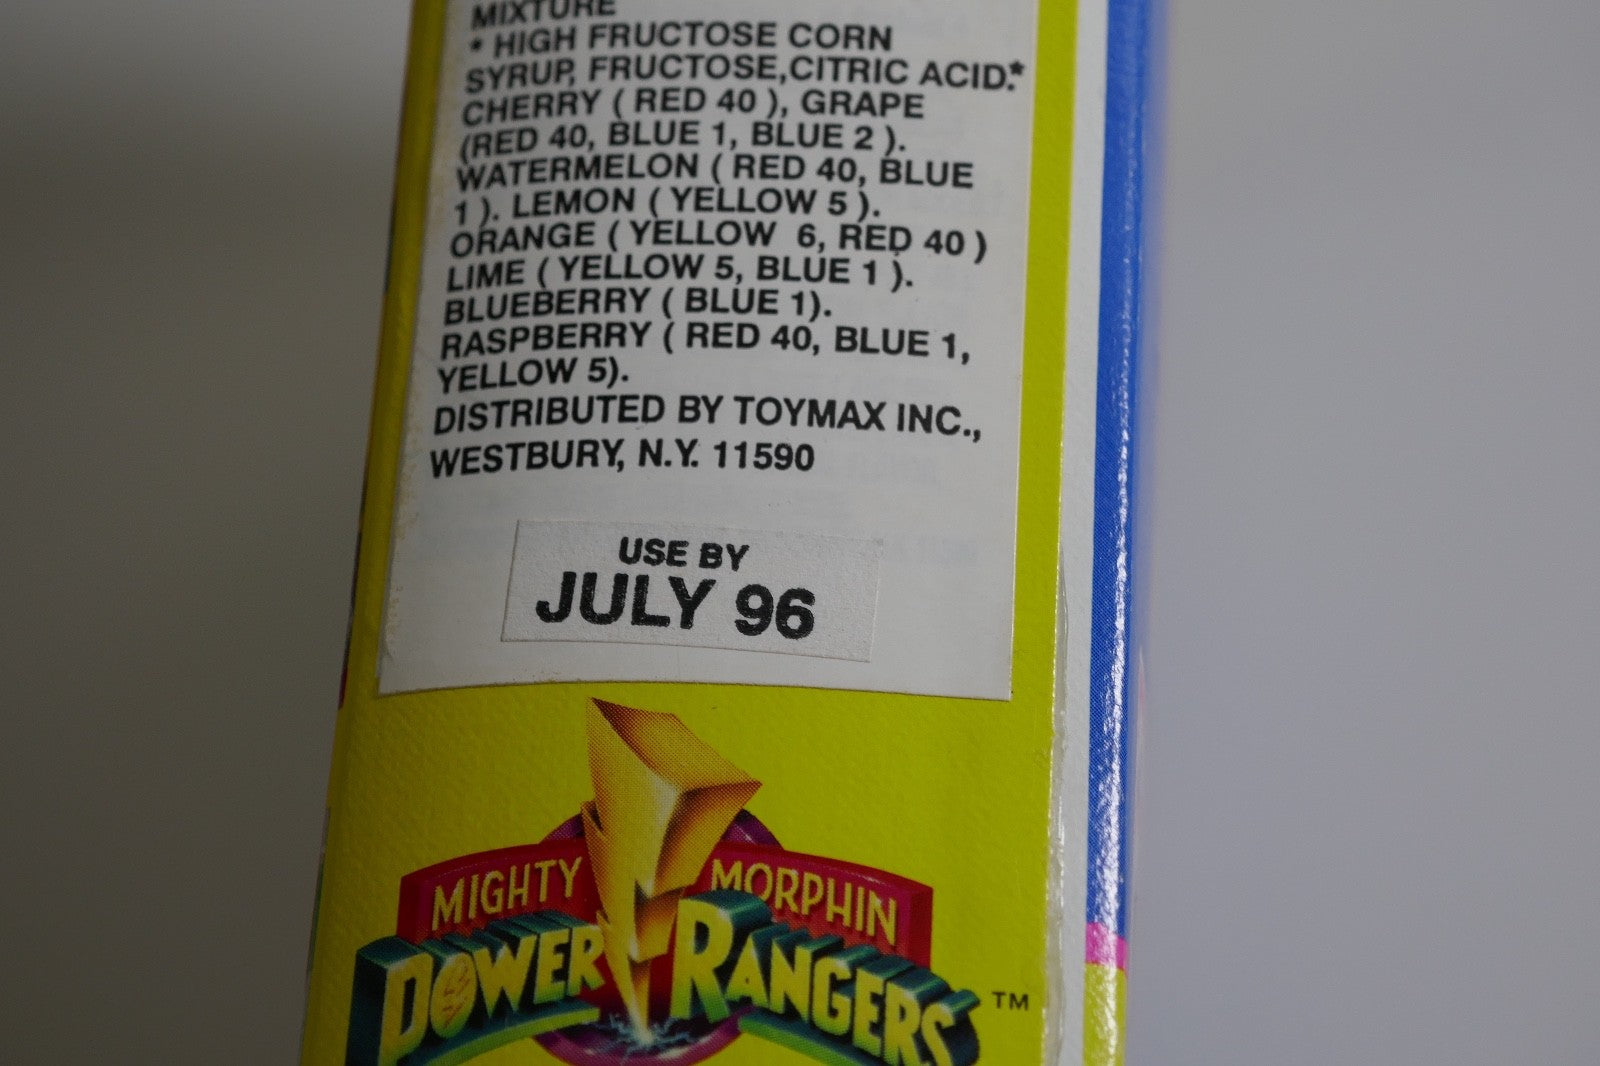 MIXTURE
* HIGH FRUCTOSE CORN
SYRUP, FRUCTOSE,CITRIC ACID.*
CHERRY ( RED 40 ), GRAPE
(RED 40, BLUE 1, BLUE 2 ).
WATERMELON ( RED 40, BLUE
1 ). LEMON ( YELLOW 5 ).
ORANGE ( YELLOW 6, RED 40 )
LIME ( YELLOW 5, BLUE 1 ).
BLUEBERRY ( BLUE 1).
RASPBERRY ( RED 40, BLUE 1,
YELLOW 5).
DISTRIBUTED BY TOYMAX INC.,
WESTBURY, N.Y. 11590
USE BY
JULY 96
MIGHTY MORPHIN
POWER RANGERS ™